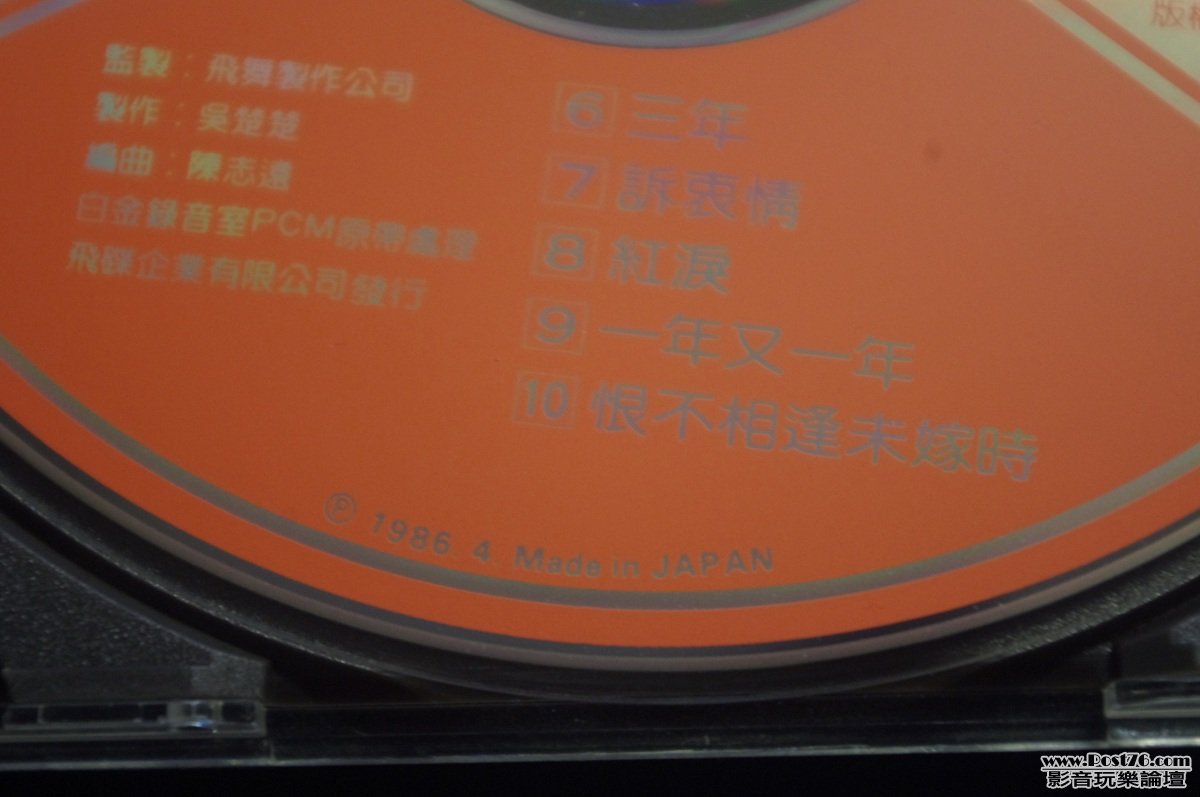 監製：飛舞製作公司
製作：吳楚楚
編曲：陳志遠
白金錄音室PCM原帶處理
飛碟企業有限公司發行
6 三年
7 訴衷情
8 紅淚
9 一年又一年
10 恨不相逢未嫁時
Ⓟ 1986. 4. Made in JAPAN
版權
www.Post76.com
影音玩樂論壇